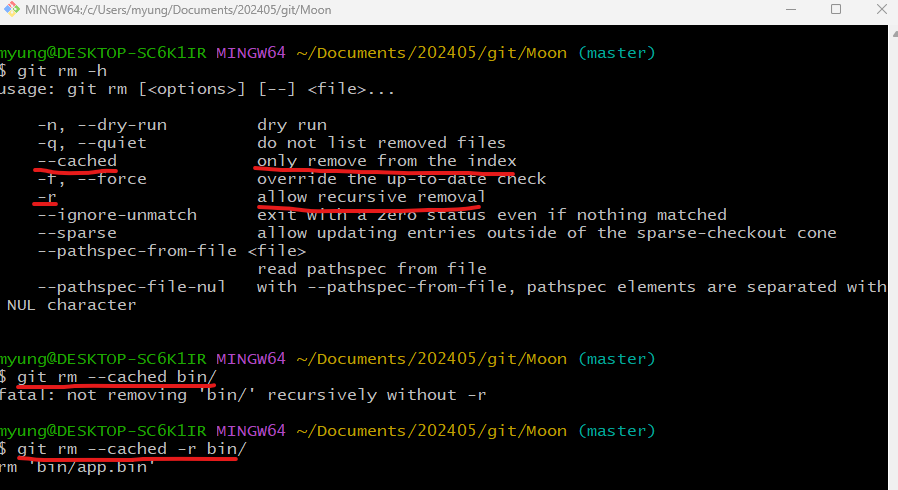 MINGW64:/c/Users/myung/Documents/202405/git/Moon
myung@DESKTOP-SC6K1IR MINGW64 ~/Documents/202405/git/Moon (master)
$ git rm -h
usage: git rm [<options>] [--] <file>...
-n, --dry-run dry run
-q, --quiet do not list removed files
--cached only remove from the index
-f, --force override the up-to-date check
-r allow recursive removal
--ignore-unmatch exit with a zero status even if nothing matched
--sparse allow updating entries outside of the sparse-checkout cone
--pathspec-from-file <file>
read pathspec from file
--pathspec-file-nul with --pathspec-from-file, pathspec elements are separated with
NUL character
myung@DESKTOP-SC6K1IR MINGW64 ~/Documents/202405/git/Moon (master)
$ git rm --cached bin/
fatal: not removing 'bin/' recursively without -r
myung@DESKTOP-SC6K1IR MINGW64 ~/Documents/202405/git/Moon (master)
$ git rm --cached -r bin/
rm 'bin/app.bin'